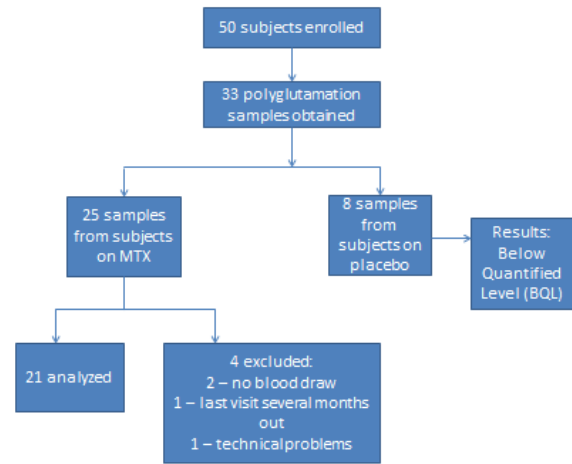 50 subjects enrolled
33 polyglutamation
samples obtained
25 samples
from subjects
on MTX
8 samples
from
subjects on
placebo
Results:
Below
Quantified
Level (BQL)
21 analyzed
4 excluded:
2 – no blood draw
1 – last visit several months
out
1 – technical problems